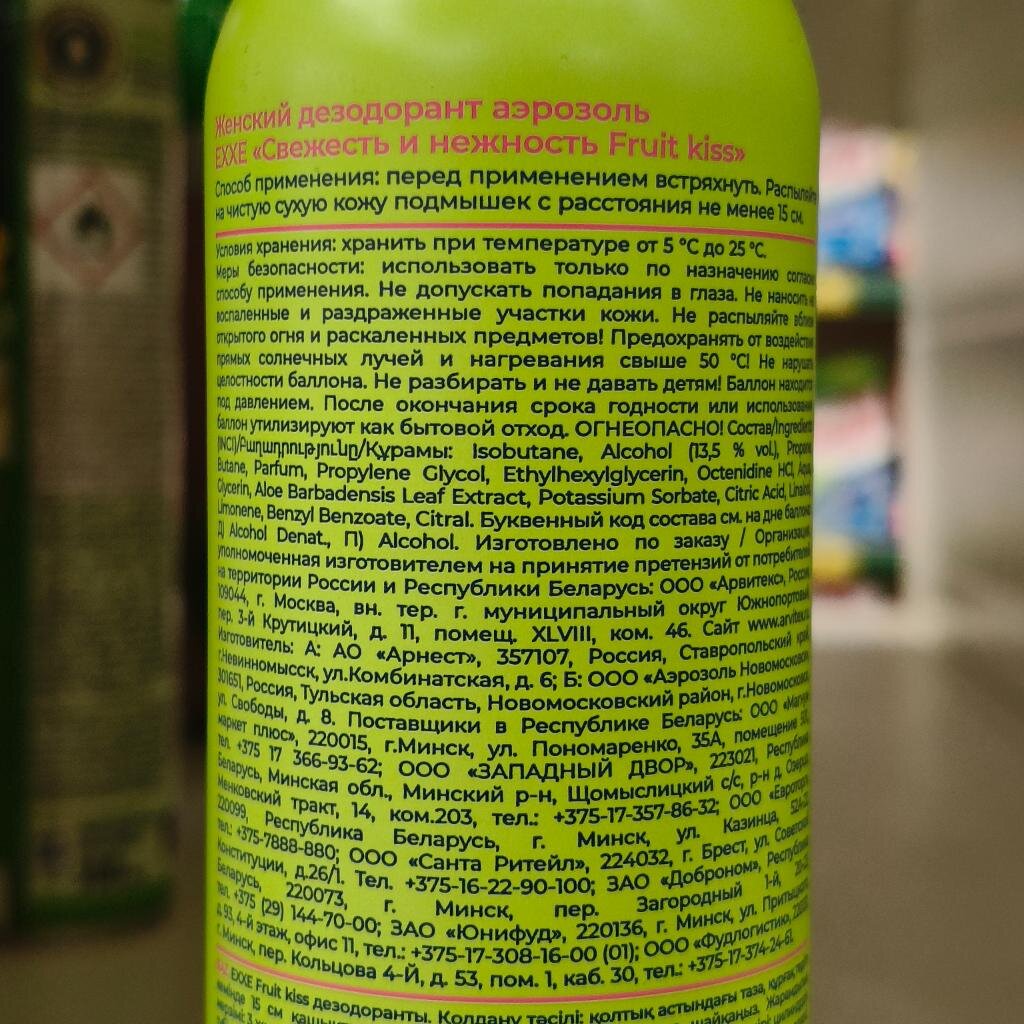 Женский дезодорант аэрозоль
EXXE «Свежесть и нежность Fruit kiss»
Способ применения: перед применением встряхнуть. Распыляйте
на чистую сухую кожу подмышек с расстояния не менее 15 см.
Условия хранения: хранить при температуре от 5 °C до 25 °C.
Меры безопасности: использовать только по назначению согласно
способу применения. Не допускать попадания в глаза. Не наносить на
воспаленные и раздраженные участки кожи. Не распыляйте вблизи
открытого огня и раскаленных предметов! Предохранять от воздействия
прямых солнечных лучей и нагревания свыше 50 °C! Не нарушать
целостности баллона. Не разбирать и не давать детям! Баллон находится
под давлением. После окончания срока годности или использования
баллон утилизируют как бытовой отход. ОГНЕОПАСНО! Состав/Ingredients
(INCI)/Բաղադրությունը/Құрамы: Isobutane, Alcohol (13,5 % vol.), Propane,
Butane, Parfum, Propylene Glycol, Ethylhexylglycerin, Octenidine HCl, Aqua,
Glycerin, Aloe Barbadensis Leaf Extract, Potassium Sorbate, Citric Acid, Linalool,
Limonene, Benzyl Benzoate, Citral. Буквенный код состава см. на дне баллона:
Д) Alcohol Denat., П) Alcohol. Изготовлено по заказу / Организация,
уполномоченная изготовителем на принятие претензий от потребителей
на территории России и Республики Беларусь: ООО «Арвитекс», Россия,
109044, г. Москва, вн. тер. г. муниципальный округ Южнопортовый,
пер. 3-й Крутицкий, д. 11, помещ. XLVIII, ком. 46. Сайт www.arvitex.ru
Изготовитель: А: АО «Арнест», 357107, Россия, Ставропольский край,
г.Невинномысск, ул.Комбинатская, д. 6; Б: ООО «Аэрозоль Новомосковск»,
301651, Россия, Тульская область, Новомосковский район, г.Новомосковск,
ул. Свободы, д. 8. Поставщики в Республике Беларусь: ООО
маркет плюс», 220015, г.Минск, ул. Пономаренко, 35А, помещение
тел. +375 17 366-93-62; ООО «ЗАПАДНЫЙ ДВОР», 223021, Республика
Беларусь, Минская обл., Минский р-н, Щомыслицкий с/с, р-н д. Озерцо,
Меньковский тракт, 14, ком.203, тел.: +375-17-357-86-32; ООО
220099, Республика Беларусь, г. Минск, ул. Казинца,
тел.: +375-7888-880; ООО «Санта Ритейл», 224032, г. Брест, ул. Советской
Конституции, д.26/1. Тел. +375-16-22-90-100; ЗАО «Доброном», Республика
Беларусь, 220073, г. Минск, пер. Загородный 1-й,
тел. +375 (29) 144-70-00; ЗАО «Юнифуд», 220136, г. Минск, ул. Притыцкого,
д. 93, 4-й этаж, офис 11, тел.: +375-17-308-16-00 (01); ООО «Фудлогистик»,
г.Минск, пер. Кольцова 4-Й, д. 53, пом. 1, каб. 30, тел.: +375-17-374-24-61.
EXXE Fruit kiss дезодоранты. Қолдану тәсілі: қолтық астындағы таза, құрғақ
15 см